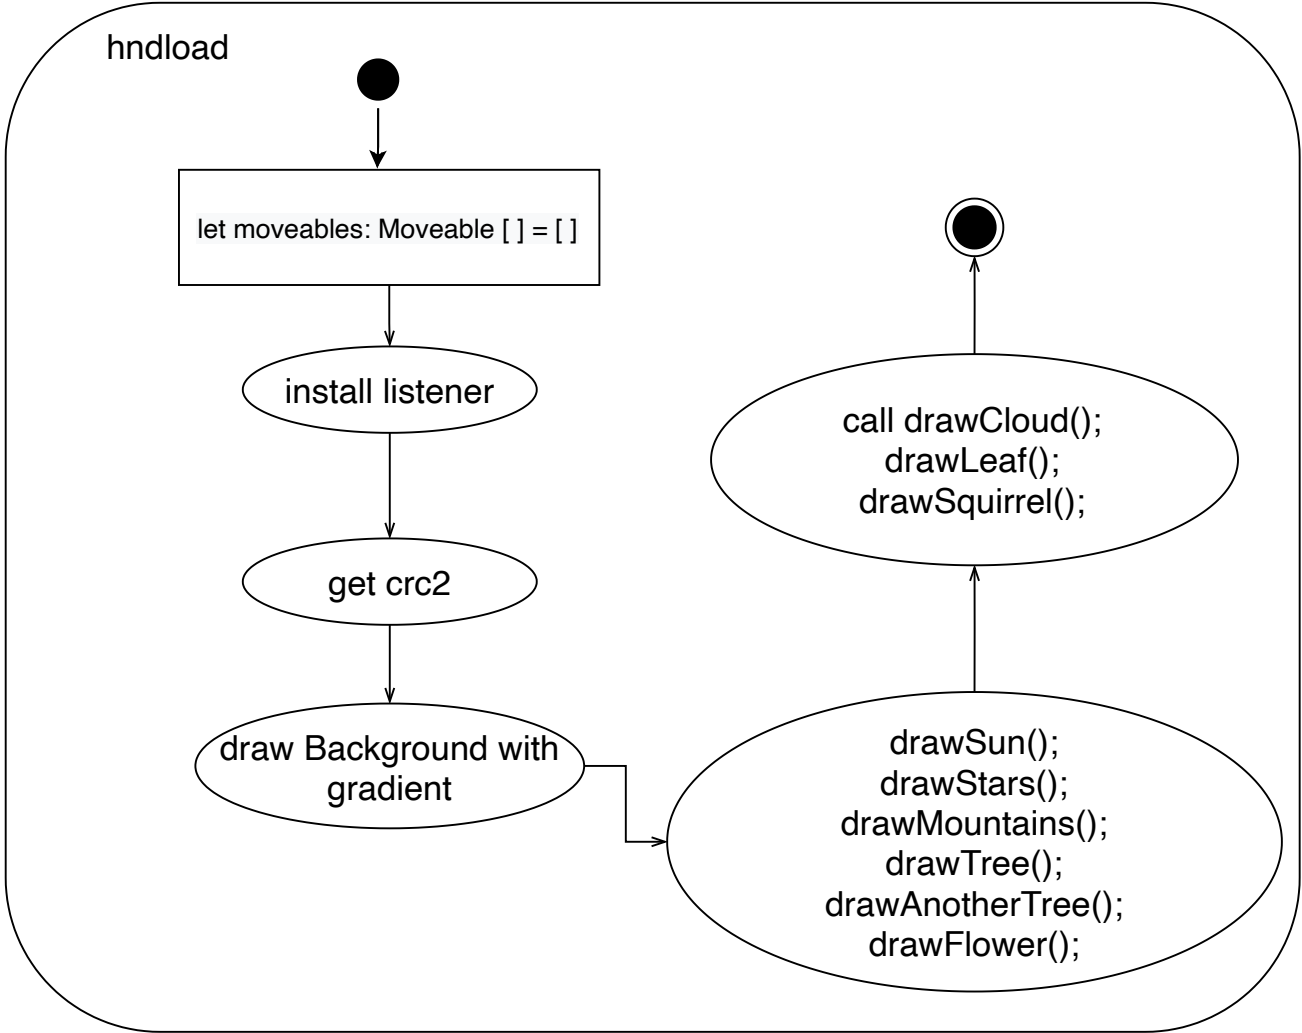 hndload
let moveables: Moveable [ ] = [ ]
install listener
get crc2
draw Background with
gradient
drawSun();
drawStars();
drawMountains();
drawTree();
drawAnotherTree();
drawFlower();
call drawCloud();
drawLeaf();
drawSquirrel();